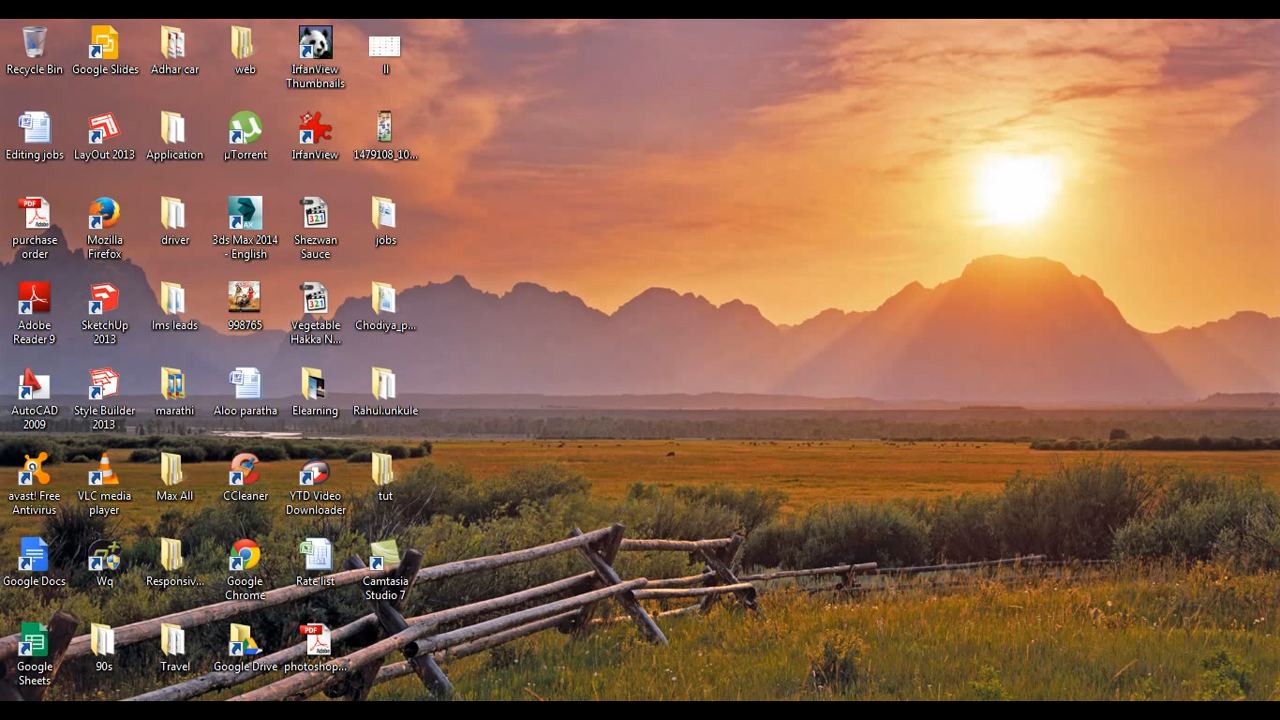 Recycle Bin
Google Slides
Adhar car
web
IrfanView
Thumbnails
II
Editing jobs
LayOut 2013
Application
µTorrent
IrfanView
1479108_10...
purchase
order
Mozilla
Firefox
driver
3ds Max 2014
- English
Shezwan
Sauce
jobs
Adobe
Reader 9
SketchUp
2013
lms leads
998765
Vegetable
Hakka N...
Chodiya_p...
AutoCAD
2009
Style Builder
2013
marathi
Aloo paratha
Elearning
Rahul.unkule
avast! Free
Antivirus
VLC media
player
Max All
CCleaner
YTD Video
Downloader
tut
Google Docs
Wq
Responsiv...
Google
Chrome
Rate list
Camtasia
Studio 7
Google
Sheets
90s
Travel
Google Drive
photoshop...